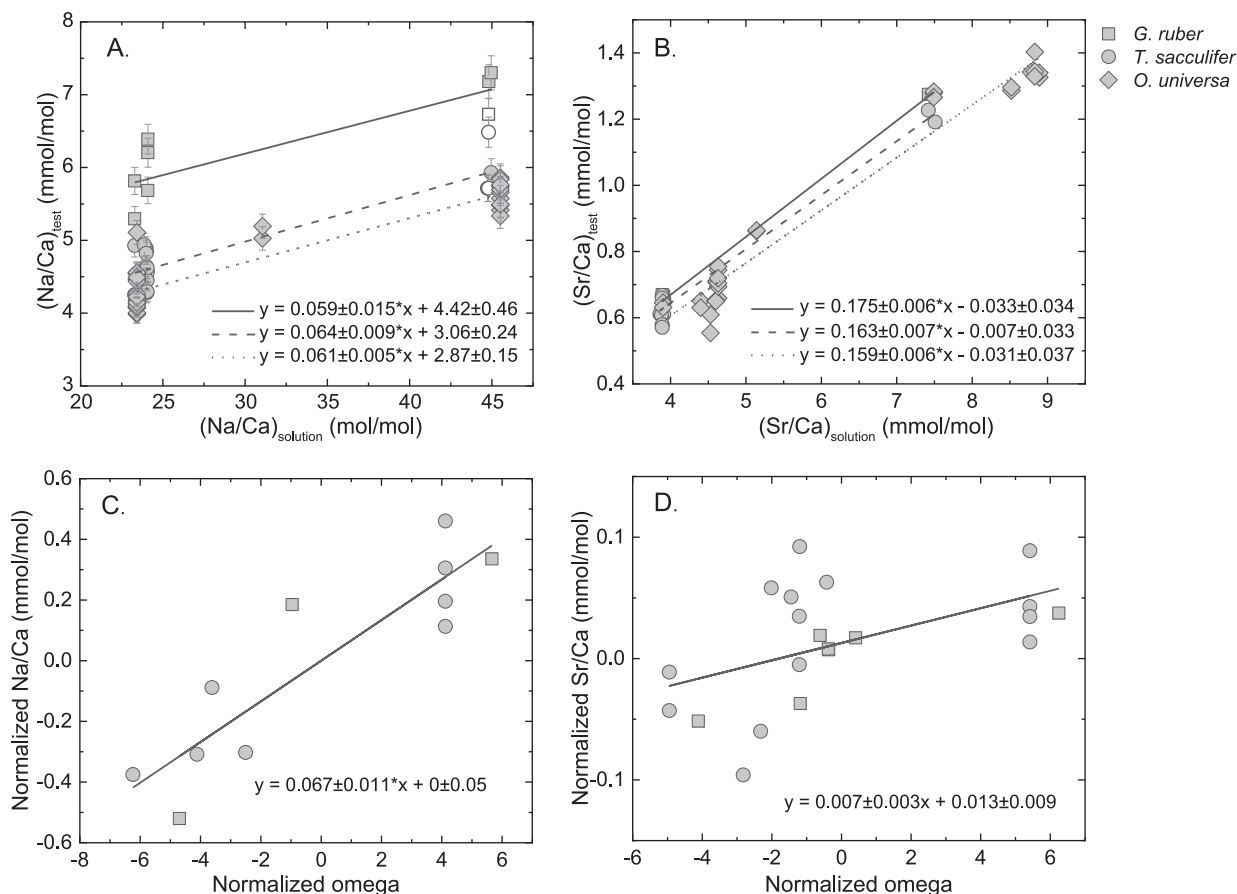 A.
8
7
6
5
4
3
20
25
30
35
40
45
(Na/Ca)test (mmol/mol)
(Na/Ca)solution (mol/mol)
y = 0.059±0.015*x + 4.42±0.46
y = 0.064±0.009*x + 3.06±0.24
y = 0.061±0.005*x + 2.87±0.15
B.
1.4
1.2
1.0
0.8
0.6
0.4
4
5
6
7
8
9
(Sr/Ca)test (mmol/mol)
(Sr/Ca)solution (mmol/mol)
y = 0.175±0.006*x - 0.033±0.034
y = 0.163±0.007*x - 0.007±0.033
y = 0.159±0.006*x - 0.031±0.037
G. ruber
T. sacculifer
O. universa
C.
0.6
0.4
0.2
0.0
-0.2
-0.4
-0.6
-8
-6
-4
-2
0
2
4
6
Normalized Na/Ca (mmol/mol)
Normalized omega
y = 0.067±0.011*x + 0±0.05
D.
0.1
0.0
-0.1
-6
-4
-2
0
2
4
6
Normalized Sr/Ca (mmol/mol)
Normalized omega
y = 0.007±0.003x + 0.013±0.009